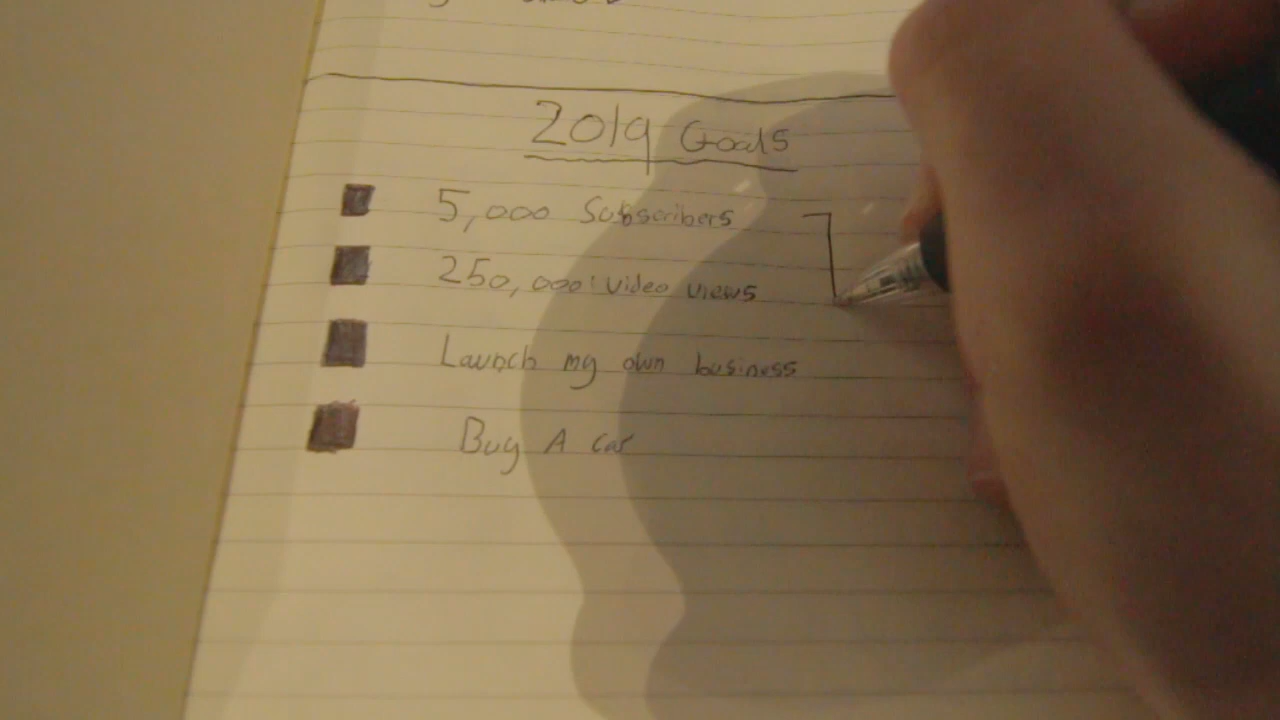 2019 Goals
5,000 Subscribers
250,000 video views
Launch my own business
Buy A car